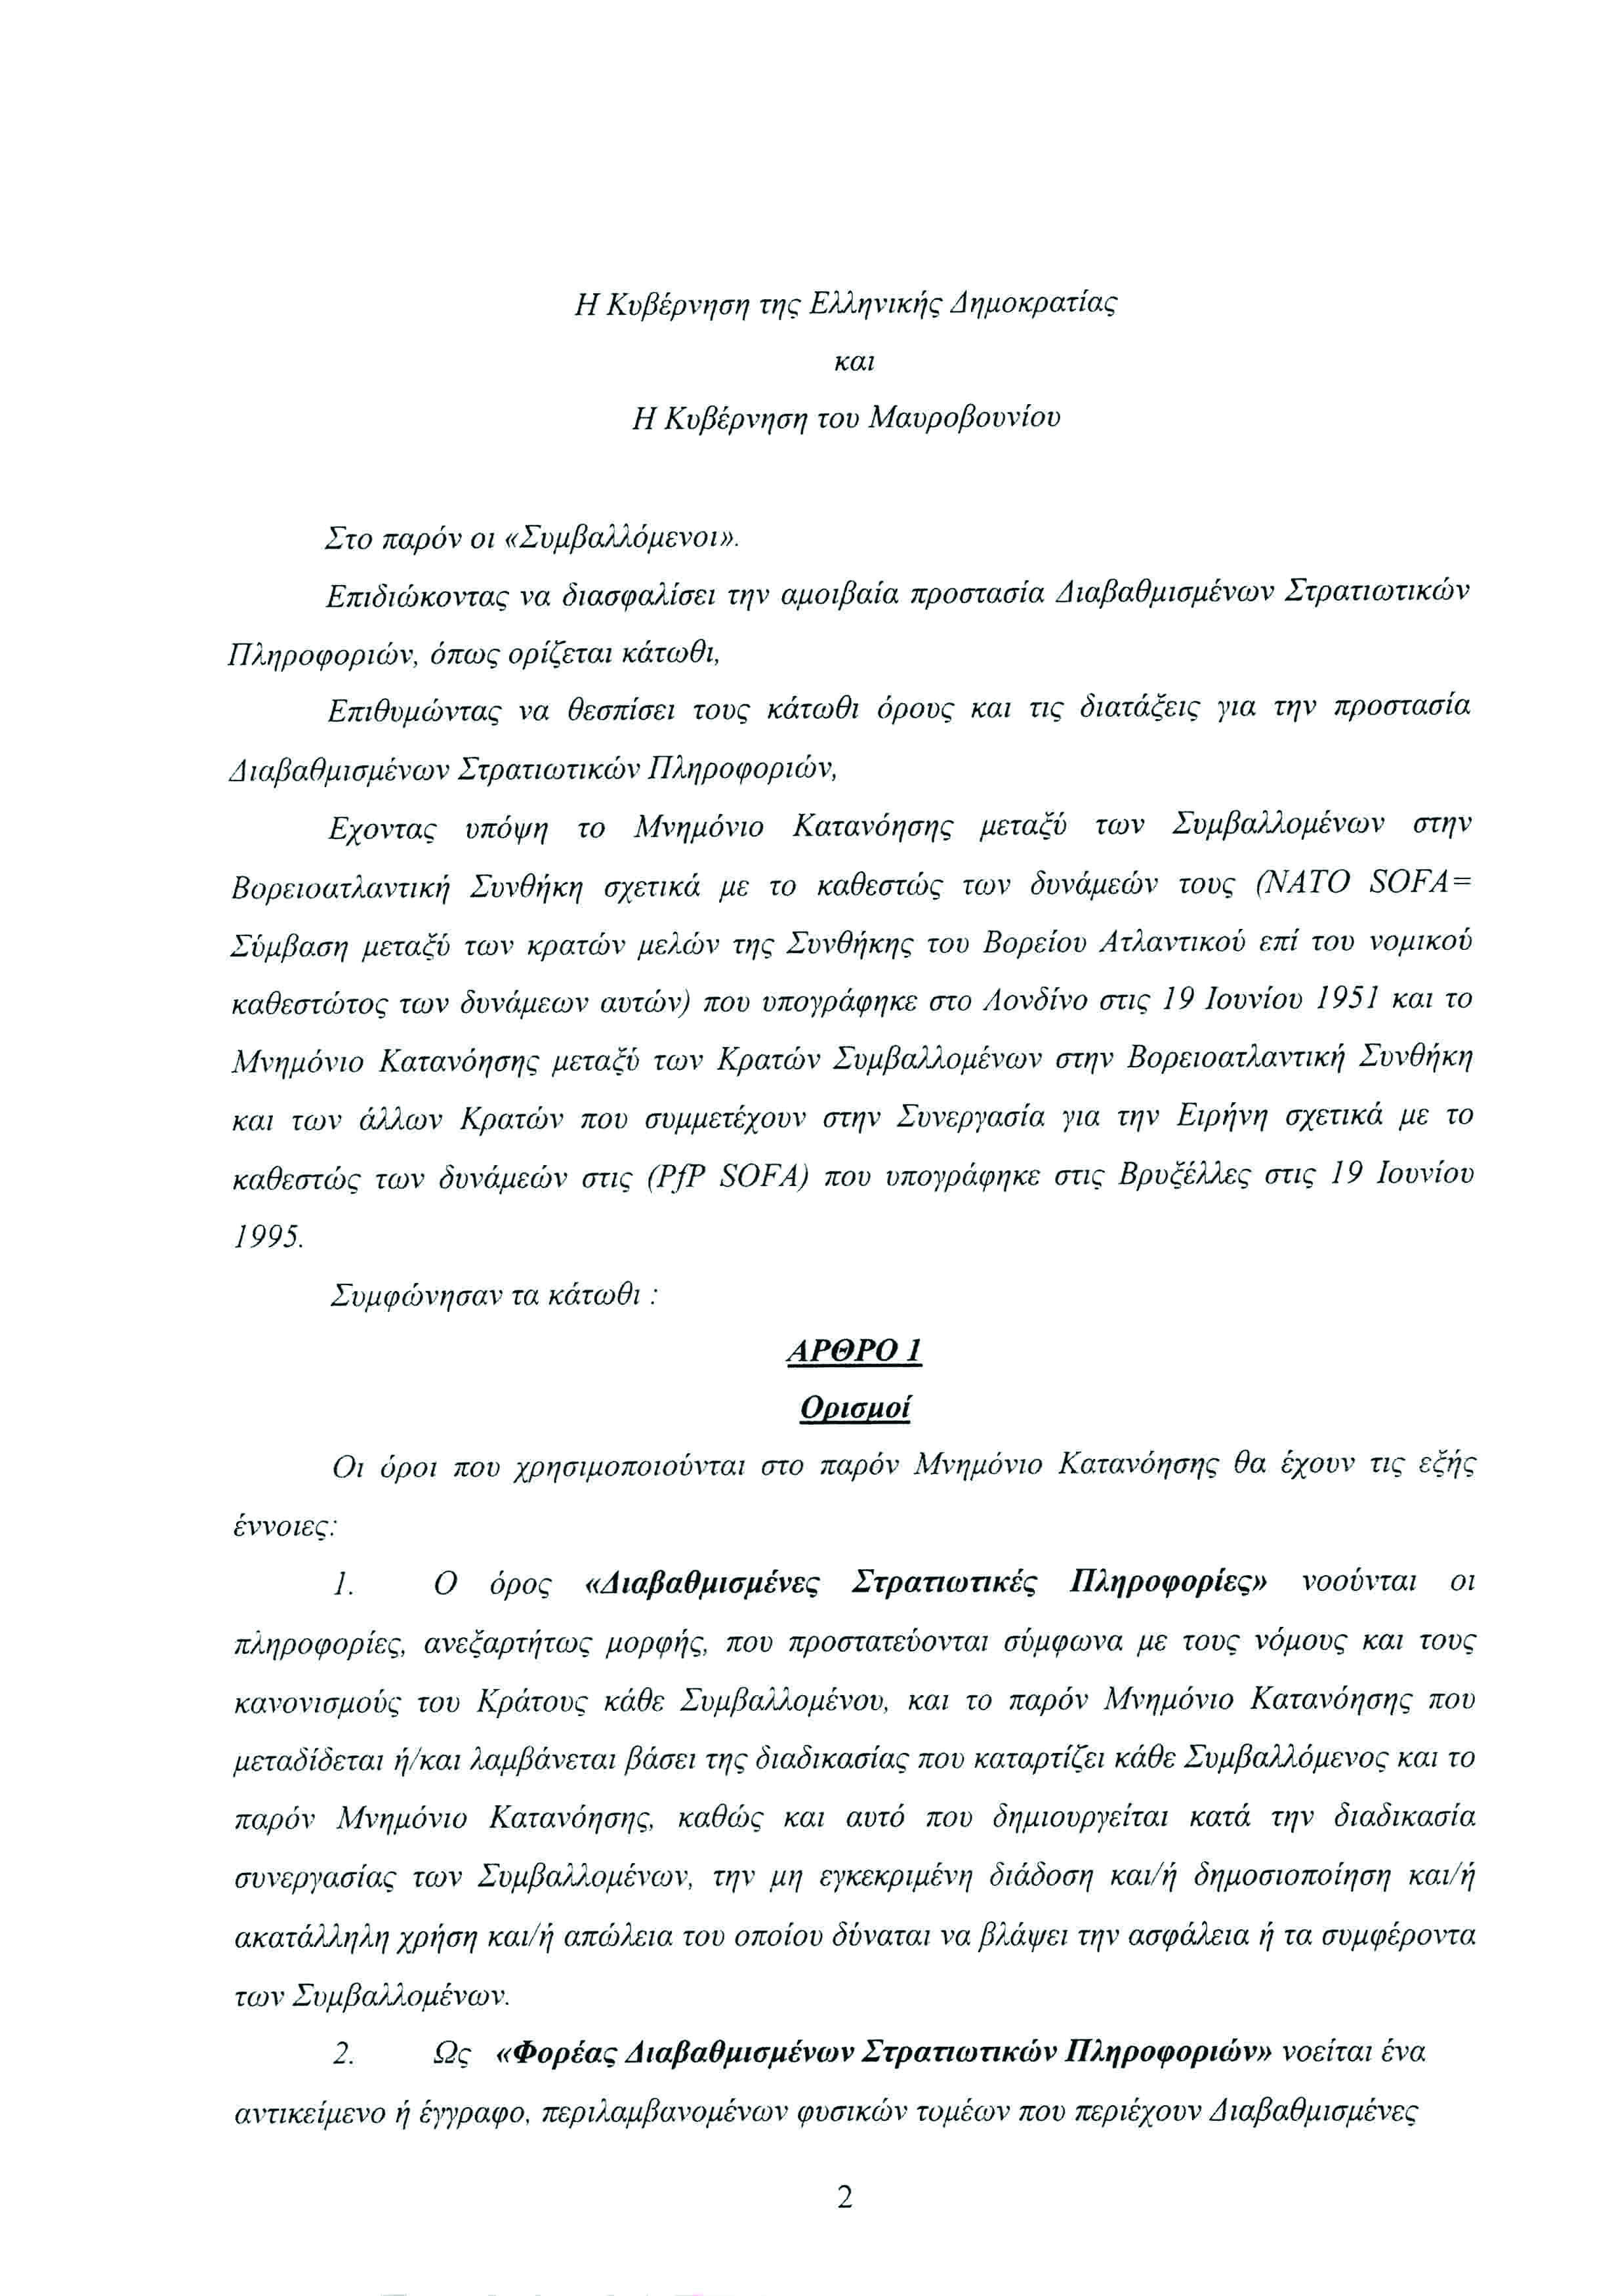 Η Κυβέρνηση της Ελληνικής Δημοκρατίας
και
Η Κυβέρνηση του Μαυροβουνίου
Στο παρόν οι «Συμβαλλόμενοι».
Επιδιώκοντας να διασφαλίσει την αμοιβαία προστασία Διαβαθμισμένων Στρατιωτικών
Πληροφοριών, όπως ορίζεται κάτωθι,
Επιθυμώντας να θεσπίσει τους κάτωθι όρους και τις διατάξεις για την προστασία
Διαβαθμισμένων Στρατιωτικών Πληροφοριών,
Εχοντας υπόψη το Μνημόνιο Κατανόησης μεταξύ των Συμβαλλομένων στην
Βορειοατλαντική Συνθήκη σχετικά με το καθεστώς των δυνάμεών τους (NATO SOFA=
Σύμβαση μεταξύ των κρατών μελών της Συνθήκης του Βορείου Ατλαντικού επί του νομικού
καθεστώτος των δυνάμεων αυτών) που υπογράφηκε στο Λονδίνο στις 19 Ιουνίου 1951 και το
Μνημόνιο Κατανόησης μεταξύ των Κρατών Συμβαλλομένων στην Βορειοατλαντική Συνθήκη
και των άλλων Κρατών που συμμετέχουν στην Συνεργασία για την Ειρήνη σχετικά με το
καθεστώς των δυνάμεών στις (PfP SOFA) που υπογράφηκε στις Βρυξέλλες στις 19 Ιουνίου
1995.
Συμφώνησαν τα κάτωθι :
ΑΡΘΡΟ 1
Ορισμοί
Οι όροι που χρησιμοποιούνται στο παρόν Μνημόνιο Κατανόησης θα έχουν τις εξής
έννοιες:
1. Ο όρος «Διαβαθμισμένες Στρατιωτικές Πληροφορίες» νοούνται οι
πληροφορίες, ανεξαρτήτως μορφής, που προστατεύονται σύμφωνα με τους νόμους και τους
κανονισμούς του Κράτους κάθε Συμβαλλομένου, και το παρόν Μνημόνιο Κατανόησης που
μεταδίδεται ή/και λαμβάνεται βάσει της διαδικασίας που καταρτίζει κάθε Συμβαλλόμενος και το
παρόν Μνημόνιο Κατανόησης, καθώς και αυτό που δημιουργείται κατά την διαδικασία
συνεργασίας των Συμβαλλομένων, την μη εγκεκριμένη διάδοση και/ή δημοσιοποίηση και/ή
ακατάλληλη χρήση και/ή απώλεια του οποίου δύναται να βλάψει την ασφάλεια ή τα συμφέροντα
των Συμβαλλομένων.
2. Ως «Φορέας Διαβαθμισμένων Στρατιωτικών Πληροφοριών» νοείται ένα
αντικείμενο ή έγγραφο, περιλαμβανομένων φυσικών τομέων που περιέχουν Διαβαθμισμένες
2